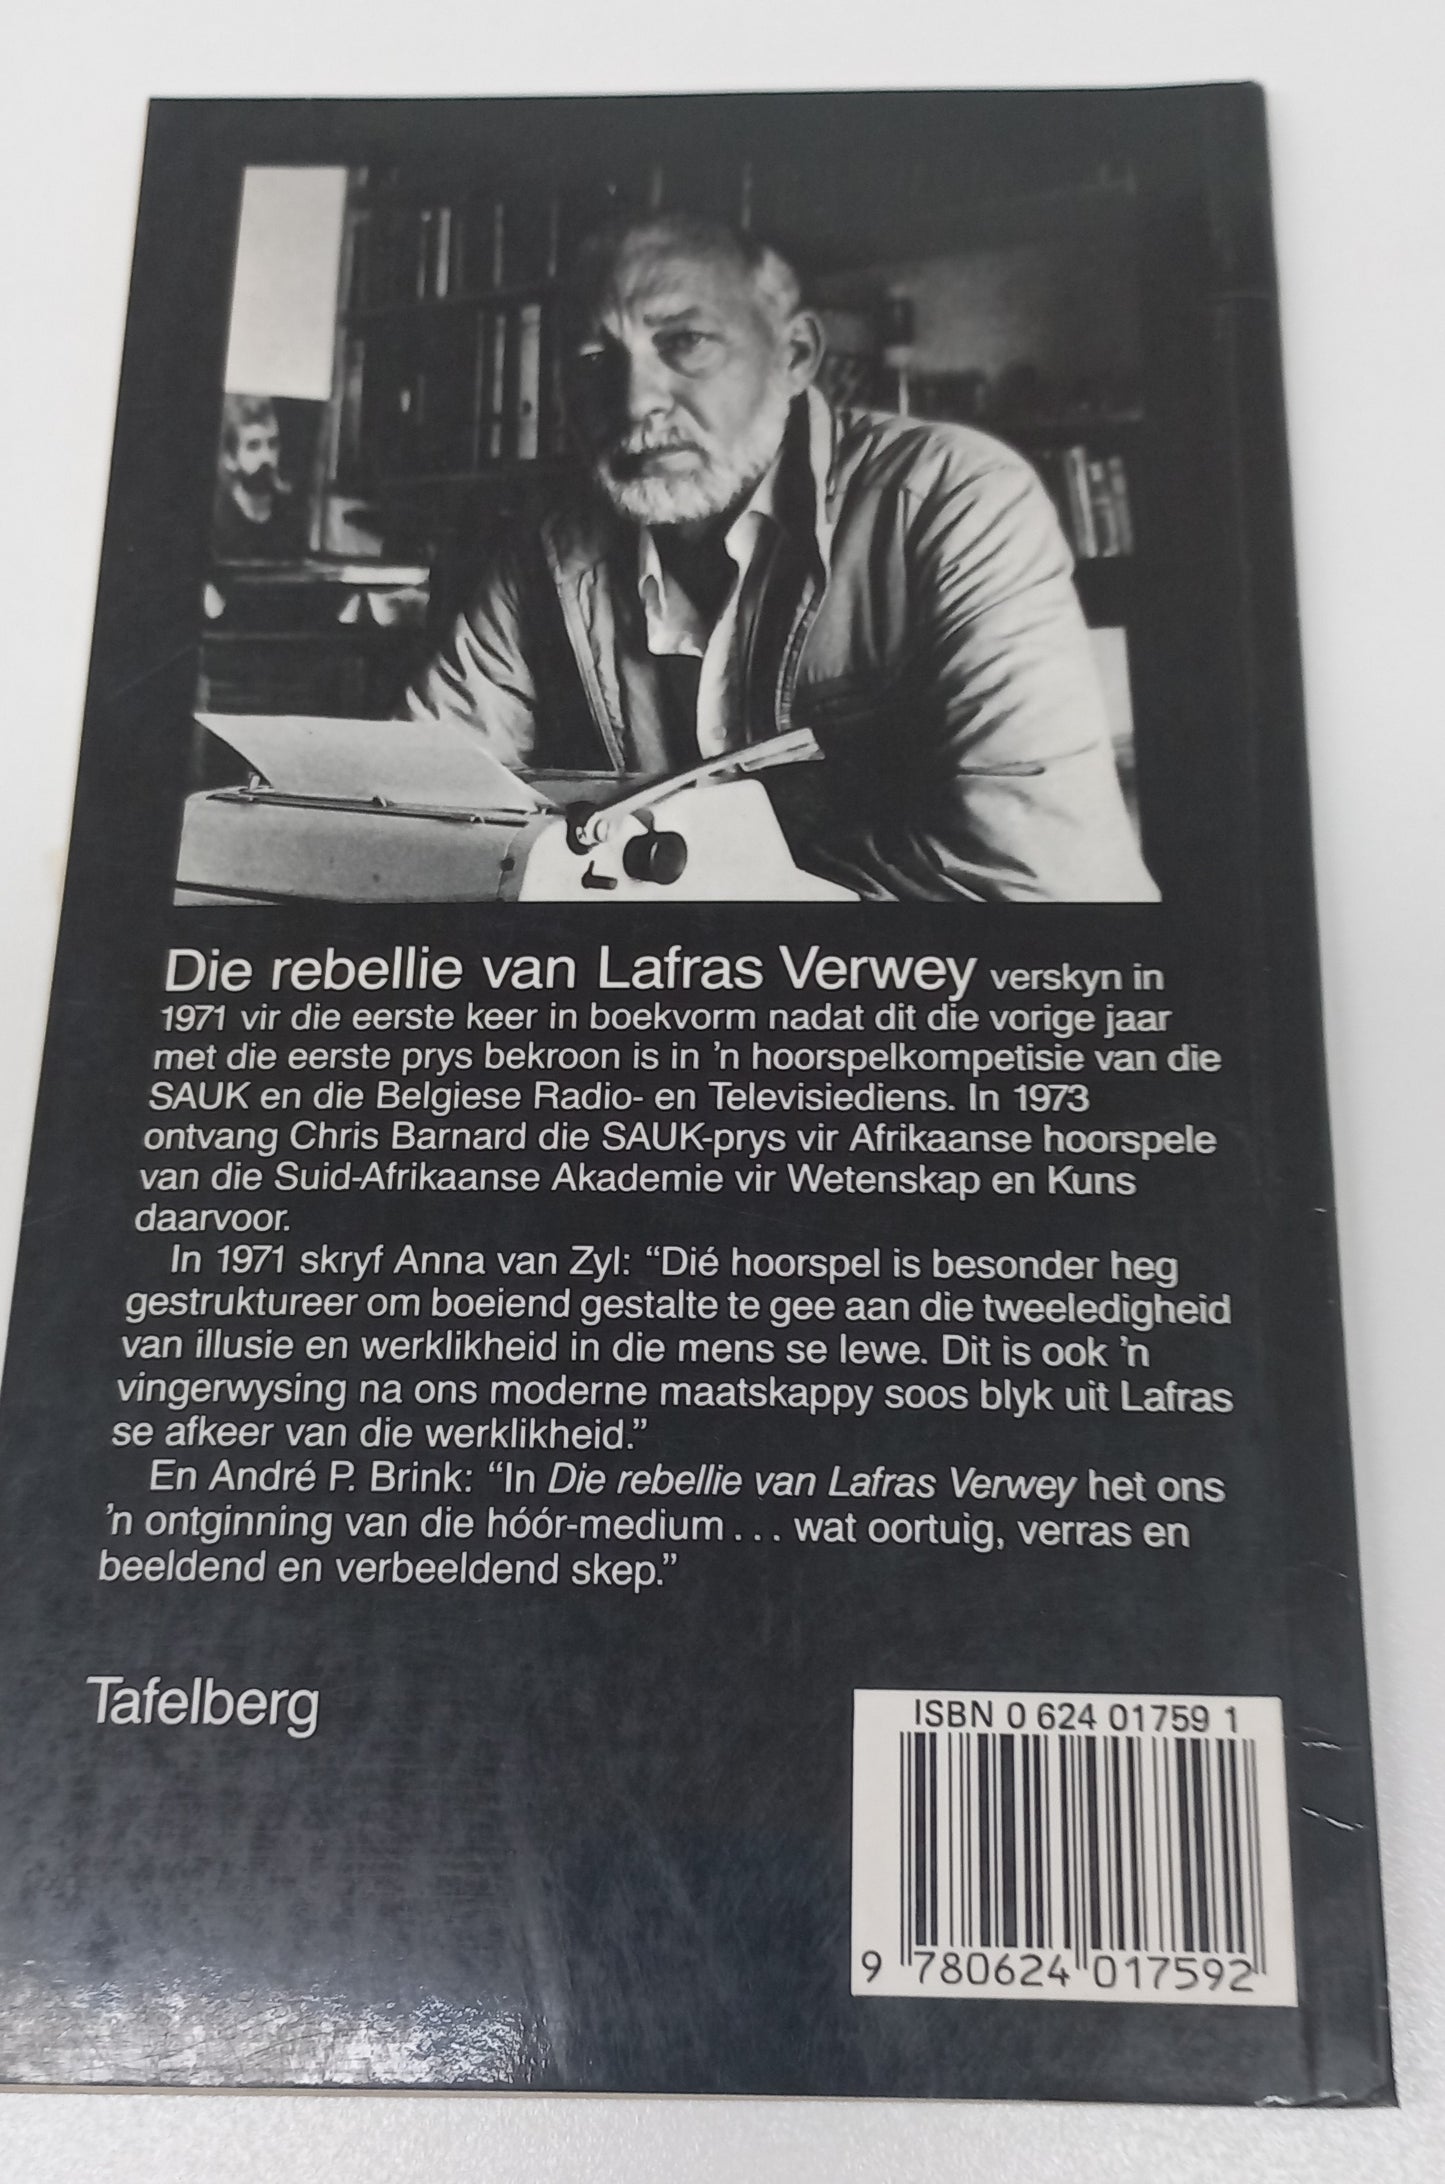 Die rebellie van Lafras Verwey verskyn in
1971 vir die eerste keer in boekvorm nadat dit die vorige jaar
met die eerste prys bekroon is in 'n hoorspelkompetisie van die
SAUK en die Belgiese Radio- en Televisiediens. In 1973
ontvang Chris Barnard die SAUK-prys vir Afrikaanse hoorspele
van die Suid-Afrikaanse Akademie vir Wetenskap en Kuns
daarvoor.
In 1971 skryf Anna van Zyl: “Dié hoorspel is besonder heg
gestruktureer om boeiend gestalte te gee aan die tweeledigheid
van illusie en werklikheid in die mens se lewe. Dit is ook 'n
vingerwysing na ons moderne maatskappy soos blyk uit Lafras
se afkeer van die werklikheid.”
En André P. Brink: “In Die rebellie van Lafras Verwey het ons
'n ontginning van die hóór-medium . . . wat oortuig, verras en
beeldend en verbeeldend skep.”
Tafelberg
ISBN 0 624 01759 1
9 780624 017592